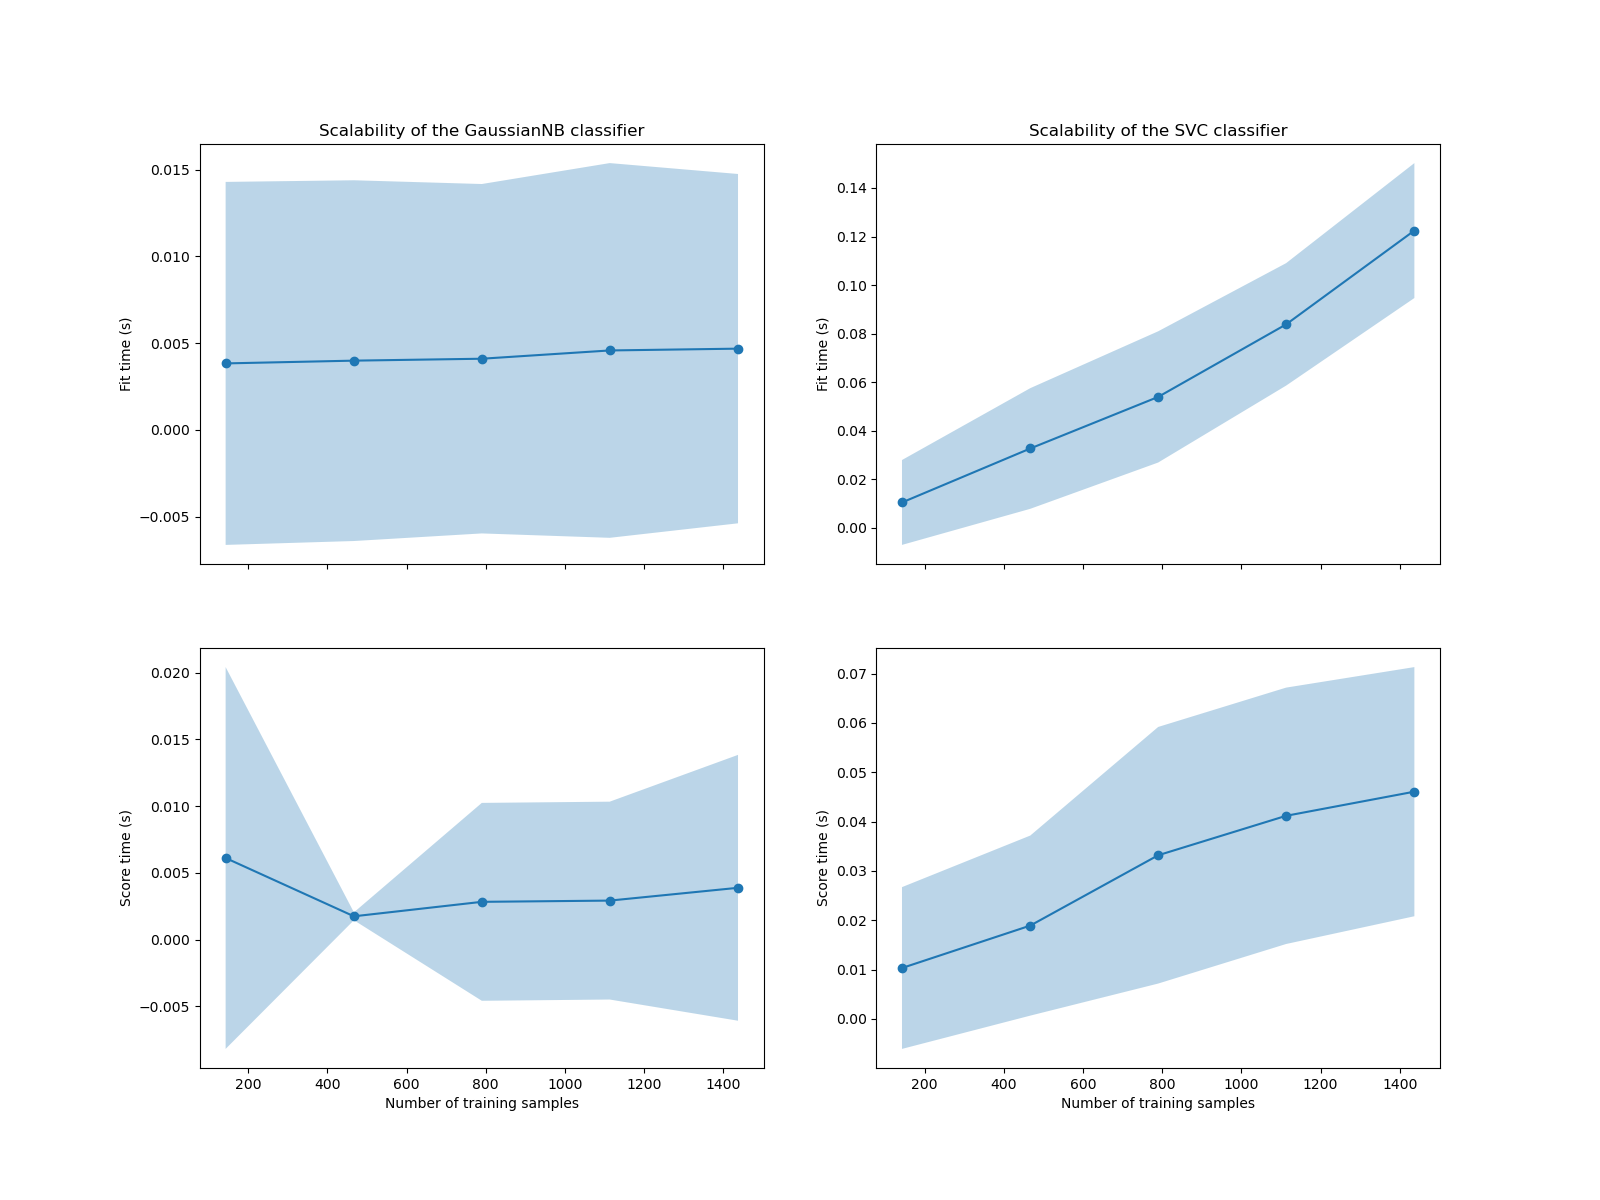 Scalability of the GaussianNB classifier
0.015
0.010
0.005
0.000
−0.005
Fit time (s)
Scalability of the SVC classifier
0.14
0.12
0.10
0.08
0.06
0.04
0.02
0.00
Fit time (s)
0.020
0.015
0.010
0.005
0.000
−0.005
Score time (s)
200 400 600 800 1000 1200 1400
Number of training samples
0.07
0.06
0.05
0.04
0.03
0.02
0.01
0.00
Score time (s)
200 400 600 800 1000 1200 1400
Number of training samples